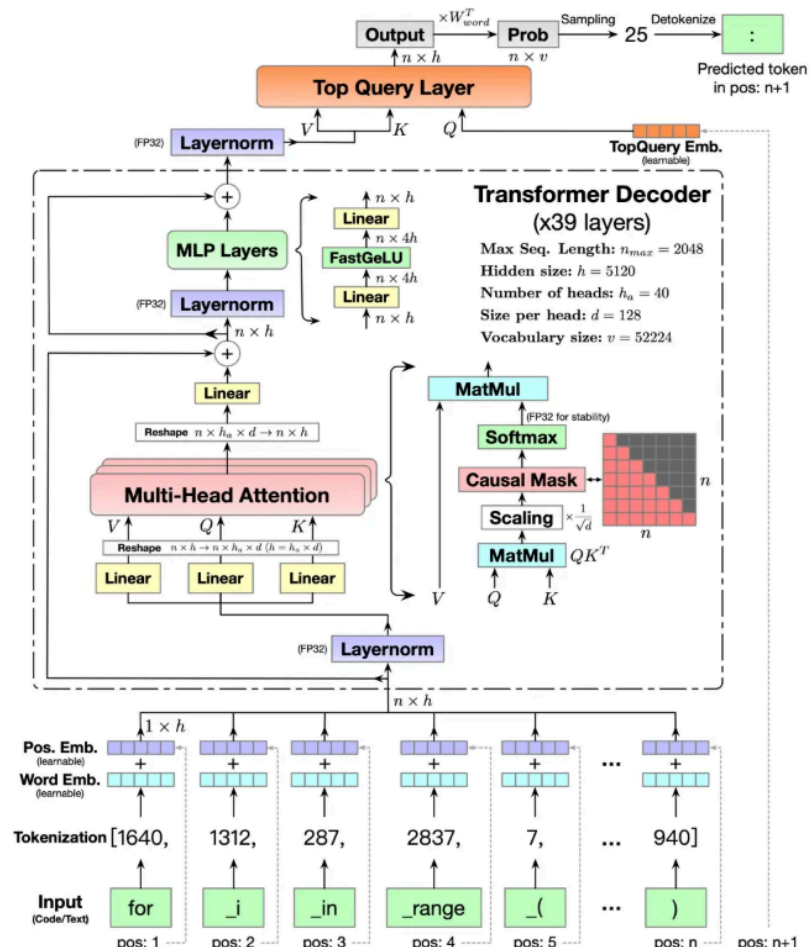 Output
×W^T_word
Prob
Sampling
25
Detokenize
:
n × h
n × v
Predicted token
in pos: n+1
Top Query Layer
V
K
Q
(FP32)
Layernorm
TopQuery Emb.
(learnable)
+
MLP Layers
(FP32)
Layernorm
n × h
+
n × h
Linear
n × 4h
FastGeLU
n × 4h
Linear
n × h
Transformer Decoder
(x39 layers)
Max Seq. Length: n_max = 2048
Hidden size: h = 5120
Number of heads: h_a = 40
Size per head: d = 128
Vocabulary size: v = 52224
Linear
Reshape n × h_a × d → n × h
Multi-Head Attention
V
Q
K
Reshape n × h → n × h_a × d (h = h_a × d)
Linear
Linear
Linear
MatMul
(FP32 for stability)
Softmax
Causal Mask
n
n
Scaling
× 1/√d
MatMul
QK^T
V
Q
K
(FP32)
Layernorm
n × h
1 × h
Pos. Emb.
(learnable)
+ + + + + ... +
Word Emb.
(learnable)
Tokenization [1640, 1312, 287, 2837, 7, ... 940]
Input
(Code/Text)
for _i _in _range _( ... )
pos: 1 pos: 2 pos: 3 pos: 4 pos: 5 pos: n pos: n+1